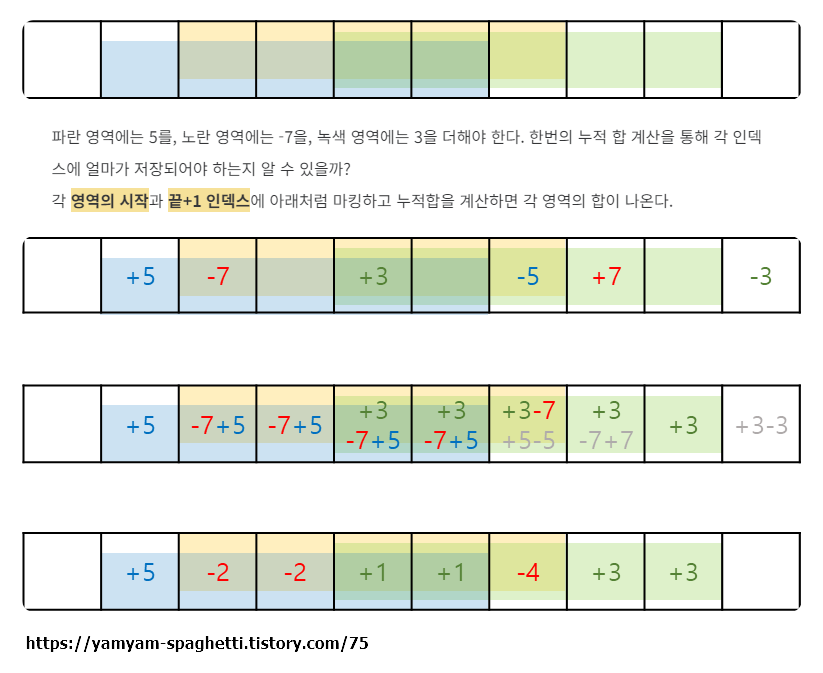 파란 영역에는 5를, 노란 영역에는 -7을, 녹색 영역에는 3을 더해야 한다. 한번의 누적 합 계산을 통해 각 인덱
스에 얼마가 저장되어야 하는지 알 수 있을까?
각 영역의 시작과 끝+1 인덱스에 아래처럼 마킹하고 누적합을 계산하면 각 영역의 합이 나온다.
+5 -7 +3 -5 +7 -3
+3 +3 +3-7 +3
+5 -7+5 -7+5 +3 +3-3
-7+5 -7+5 +5-5 -7+7
+5 -2 -2 +1 +1 -4 +3 +3
https://yamyam-spaghetti.tistory.com/75